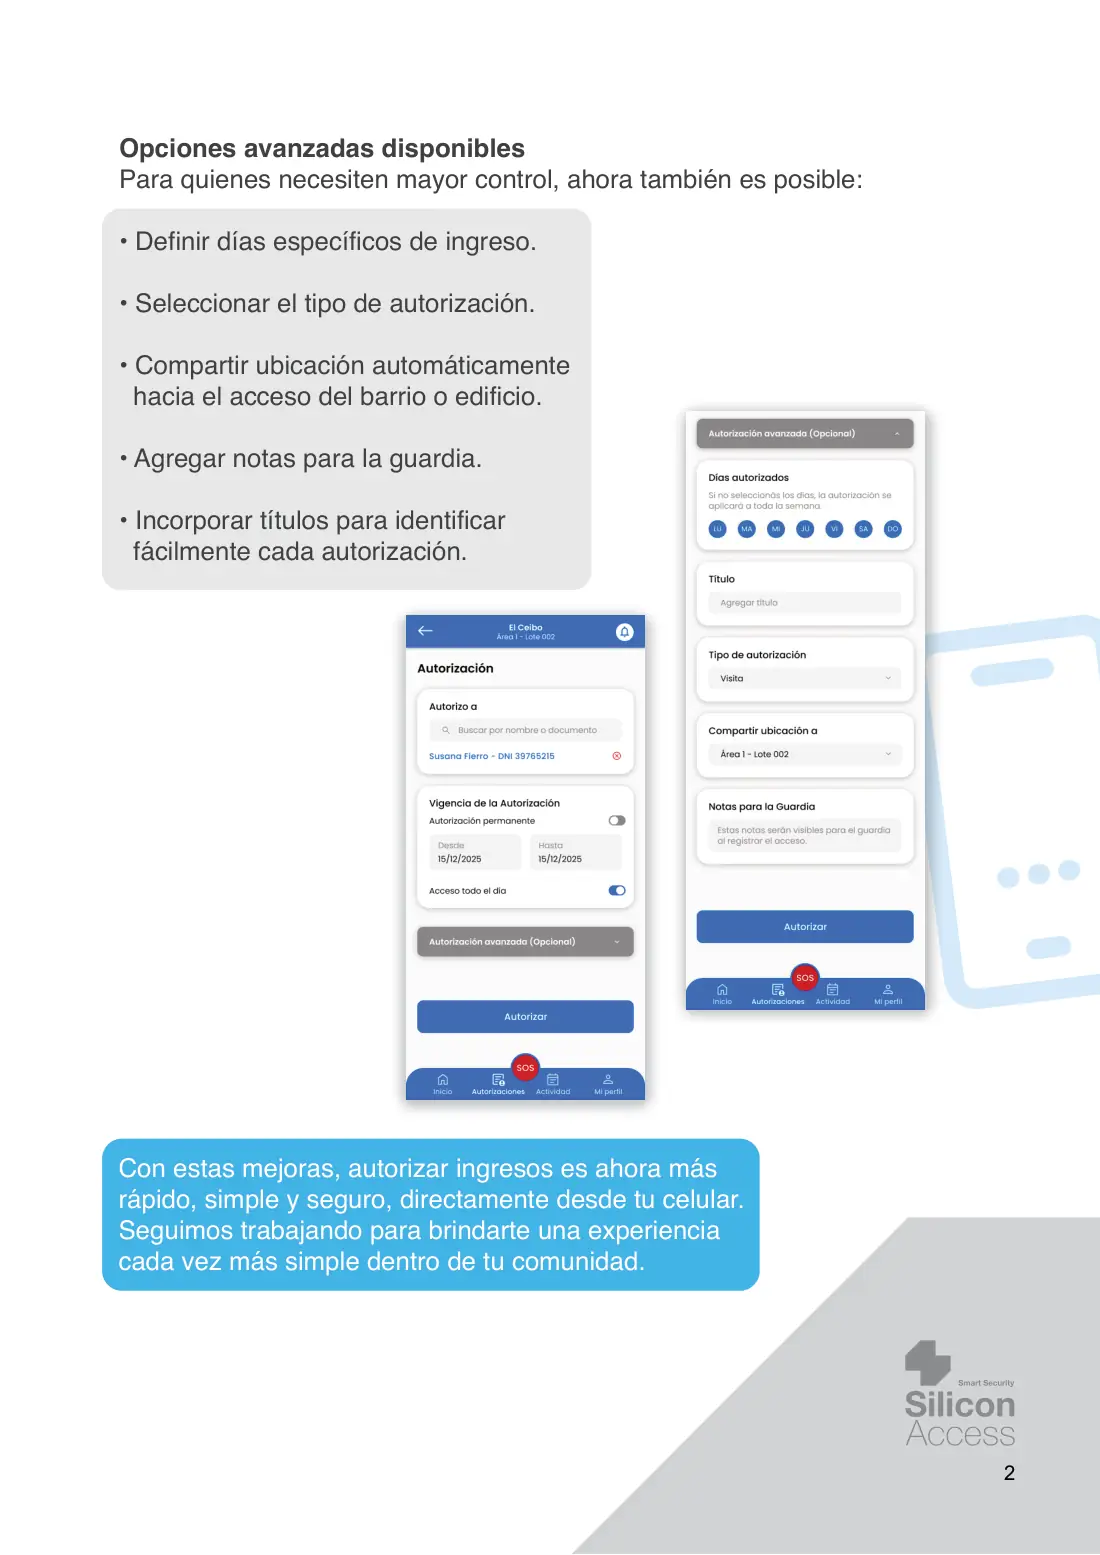 Opciones avanzadas disponibles
Para quienes necesiten mayor control, ahora también es posible:
• Definir días específicos de ingreso.
• Seleccionar el tipo de autorización.
• Compartir ubicación automáticamente
hacia el acceso del barrio o edificio.
• Agregar notas para la guardia.
• Incorporar títulos para identificar
fácilmente cada autorización.
El Ceibo
Área 1 - Lote 002
Autorización
Autorizo a
Buscar por nombre o documento
Susana Fierro - DNI 39765215
Vigencia de la Autorización
Autorización permanente
Desde
15/12/2025
Hasta
15/12/2025
Acceso todo el día
Autorización avanzada (Opcional)
Autorizar
SOS
Inicio
Autorizaciones
Actividad
Mi perfil
Autorización avanzada (Opcional)
Días autorizados
Si no seleccionás los días, la autorización se
aplicará a toda la semana.
LU MA MI JU VI SA DO
Título
Agregar título
Tipo de autorización
Visita
Compartir ubicación a
Área 1 - Lote 002
Notas para la Guardia
Estas notas serán visibles para el guardia
al registrar el acceso.
Autorizar
SOS
Inicio
Autorizaciones
Actividad
Mi perfil
Con estas mejoras, autorizar ingresos es ahora más
rápido, simple y seguro, directamente desde tu celular.
Seguimos trabajando para brindarte una experiencia
cada vez más simple dentro de tu comunidad.
Smart Security
Silicon
Access
2